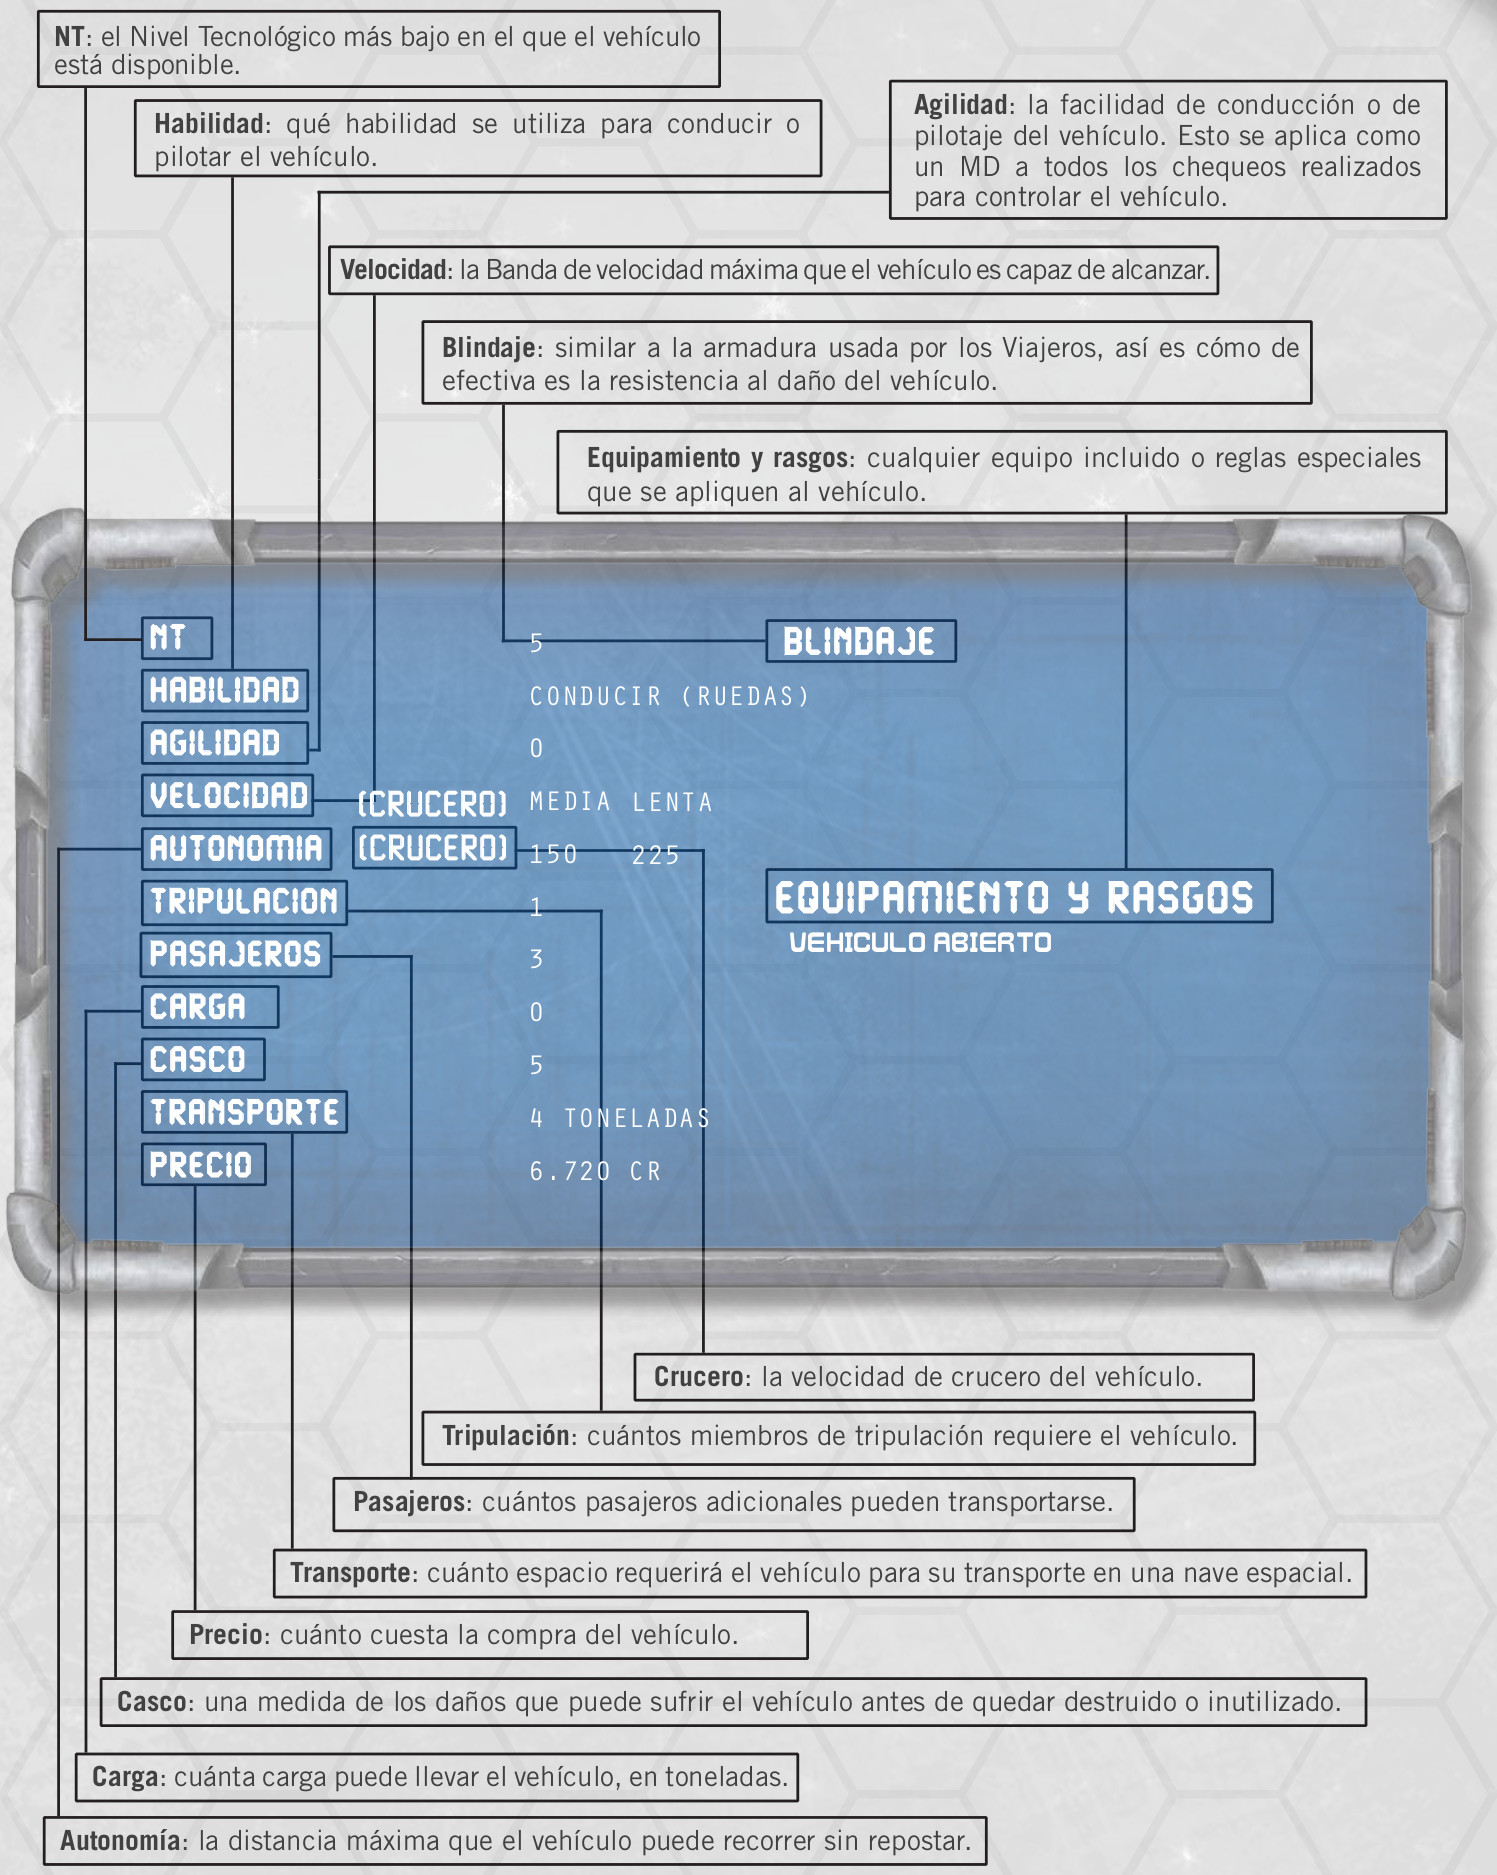 NT: el Nivel Tecnológico más bajo en el que el vehículo
está disponible.
Habilidad: qué habilidad se utiliza para conducir o
pilotar el vehículo.
Agilidad: la facilidad de conducción o de
pilotaje del vehículo. Esto se aplica como
un MD a todos los chequeos realizados
para controlar el vehículo.
Velocidad: la Banda de velocidad máxima que el vehículo es capaz de alcanzar.
Blindaje: similar a la armadura usada por los Viajeros, así es cómo de
efectiva es la resistencia al daño del vehículo.
Equipamiento y rasgos: cualquier equipo incluido o reglas especiales
que se apliquen al vehículo.
NT 5
HABILIDAD CONDUCIR (RUEDAS)
AGILIDAD 0
VELOCIDAD (CRUCERO) MEDIA LENTA
AUTONOMIA (CRUCERO) 150 225
TRIPULACION 1
PASAJEROS 3
CARGA 0
CASCO 5
TRANSPORTE 4 TONELADAS
PRECIO 6.720 CR
BLINDAJE
EQUIPAMIENTO Y RASGOS
VEHICULO ABIERTO
Crucero: la velocidad de crucero del vehículo.
Tripulación: cuántos miembros de tripulación requiere el vehículo.
Pasajeros: cuántos pasajeros adicionales pueden transportarse.
Transporte: cuánto espacio requerirá el vehículo para su transporte en una nave espacial.
Precio: cuánto cuesta la compra del vehículo.
Casco: una medida de los daños que puede sufrir el vehículo antes de quedar destruido o inutilizado.
Carga: cuánta carga puede llevar el vehículo, en toneladas.
Autonomía: la distancia máxima que el vehículo puede recorrer sin repostar.